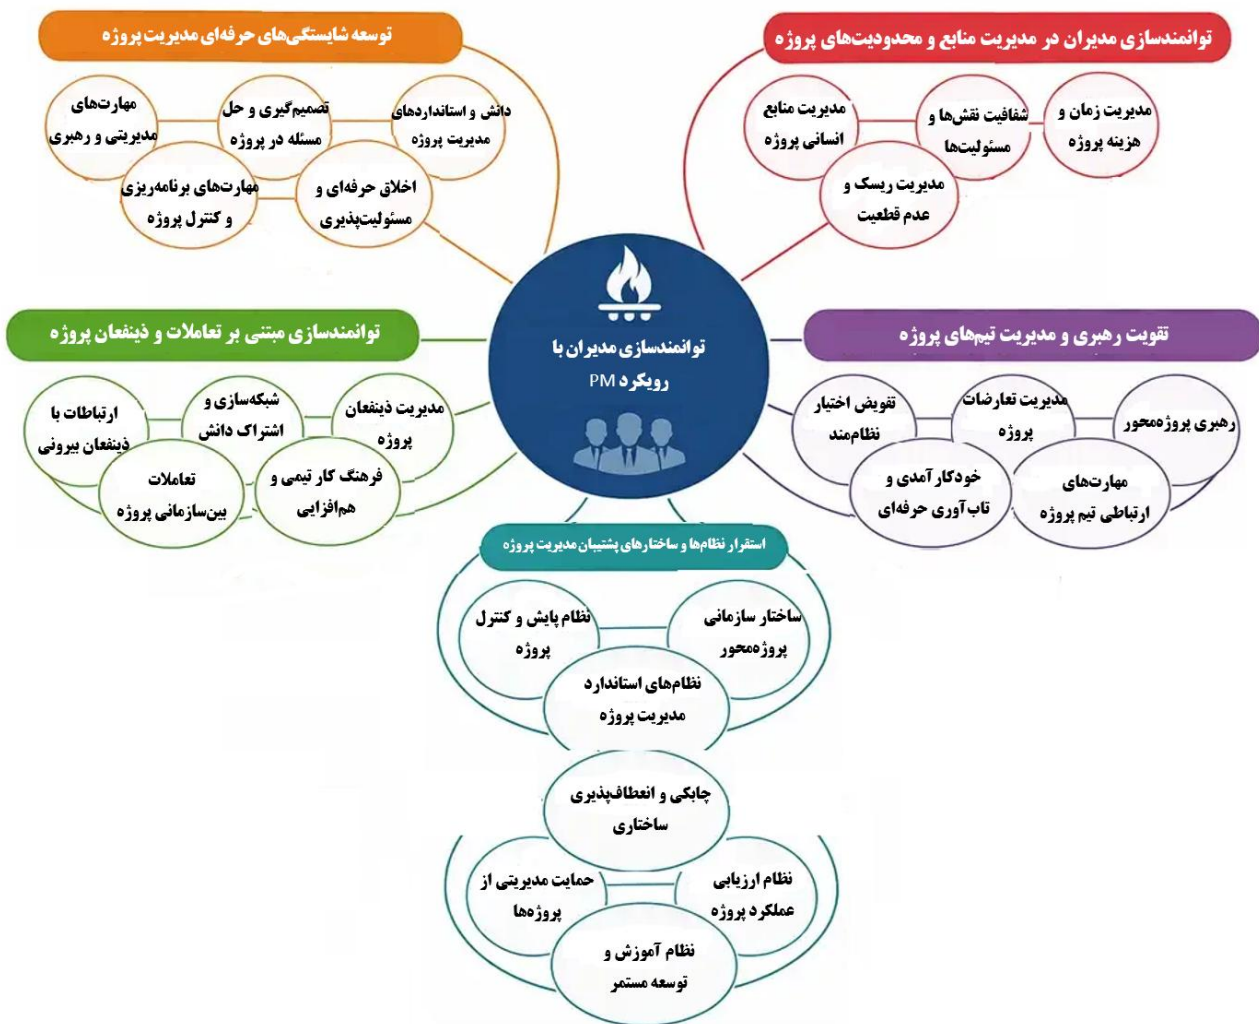 توانمندسازی مدیران در مدیریت منابع و محدودیت‌های پروژه
مدیریت زمان و
هزینه پروژه
شفافیت نقش‌ها و
مسئولیت‌ها
مدیریت منابع
انسانی پروژه
مدیریت ریسک و
عدم قطعیت
توسعه شایستگی‌های حرفه‌ای مدیریت پروژه
دانش و استانداردهای
مدیریت پروژه
تصمیم‌گیری و حل
مسئله در پروژه
مهارت‌های
مدیریتی و رهبری
اخلاق حرفه‌ای و
مسئولیت‌پذیری
مهارت‌های برنامه‌ریزی
و کنترل پروژه
توانمندسازی مدیران با
رویکرد PM
تقویت رهبری و مدیریت تیم‌های پروژه
رهبری پروژه‌محور
مدیریت تعارضات
پروژه
تفویض اختیار
نظام‌مند
مهارت‌های
ارتباطی تیم پروژه
خودکارآمدی و
تاب‌آوری حرفه‌ای
توانمندسازی مبتنی بر تعاملات و ذینفعان پروژه
مدیریت ذینفعان
پروژه
شبکه‌سازی و
اشتراک دانش
ارتباطات با
ذینفعان بیرونی
فرهنگ کار تیمی و
هم‌افزایی
تعاملات
بین‌سازمانی پروژه
استقرار نظام‌ها و ساختارهای پشتیبان مدیریت پروژه
ساختار سازمانی
پروژه‌محور
نظام پایش و کنترل
پروژه
نظام‌های استاندارد
مدیریت پروژه
چابکی و انعطاف‌پذیری
ساختاری
نظام ارزیابی
عملکرد پروژه
حمایت مدیریتی از
پروژه‌ها
نظام آموزش و
توسعه مستمر